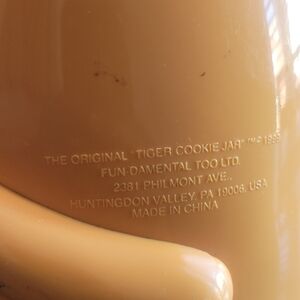 THE ORIGINAL "TIGER COOKIE JAR" ™©
FUN-DAMENTAL TOO LTD.
2381 PHILMONT AVE.,
HUNTINGDON VALLEY, PA 19006, USA
MADE IN CHINA